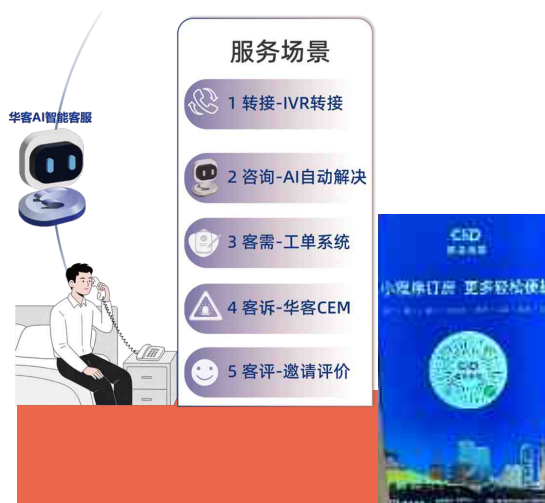 服务场景
华客AI智能客服
1 转接-IVR转接
2 咨询-AI自动解决
3 客需-工单系统
4 客诉-华客CEM
5 客评-邀请评价
小程序订房 更多轻松便捷